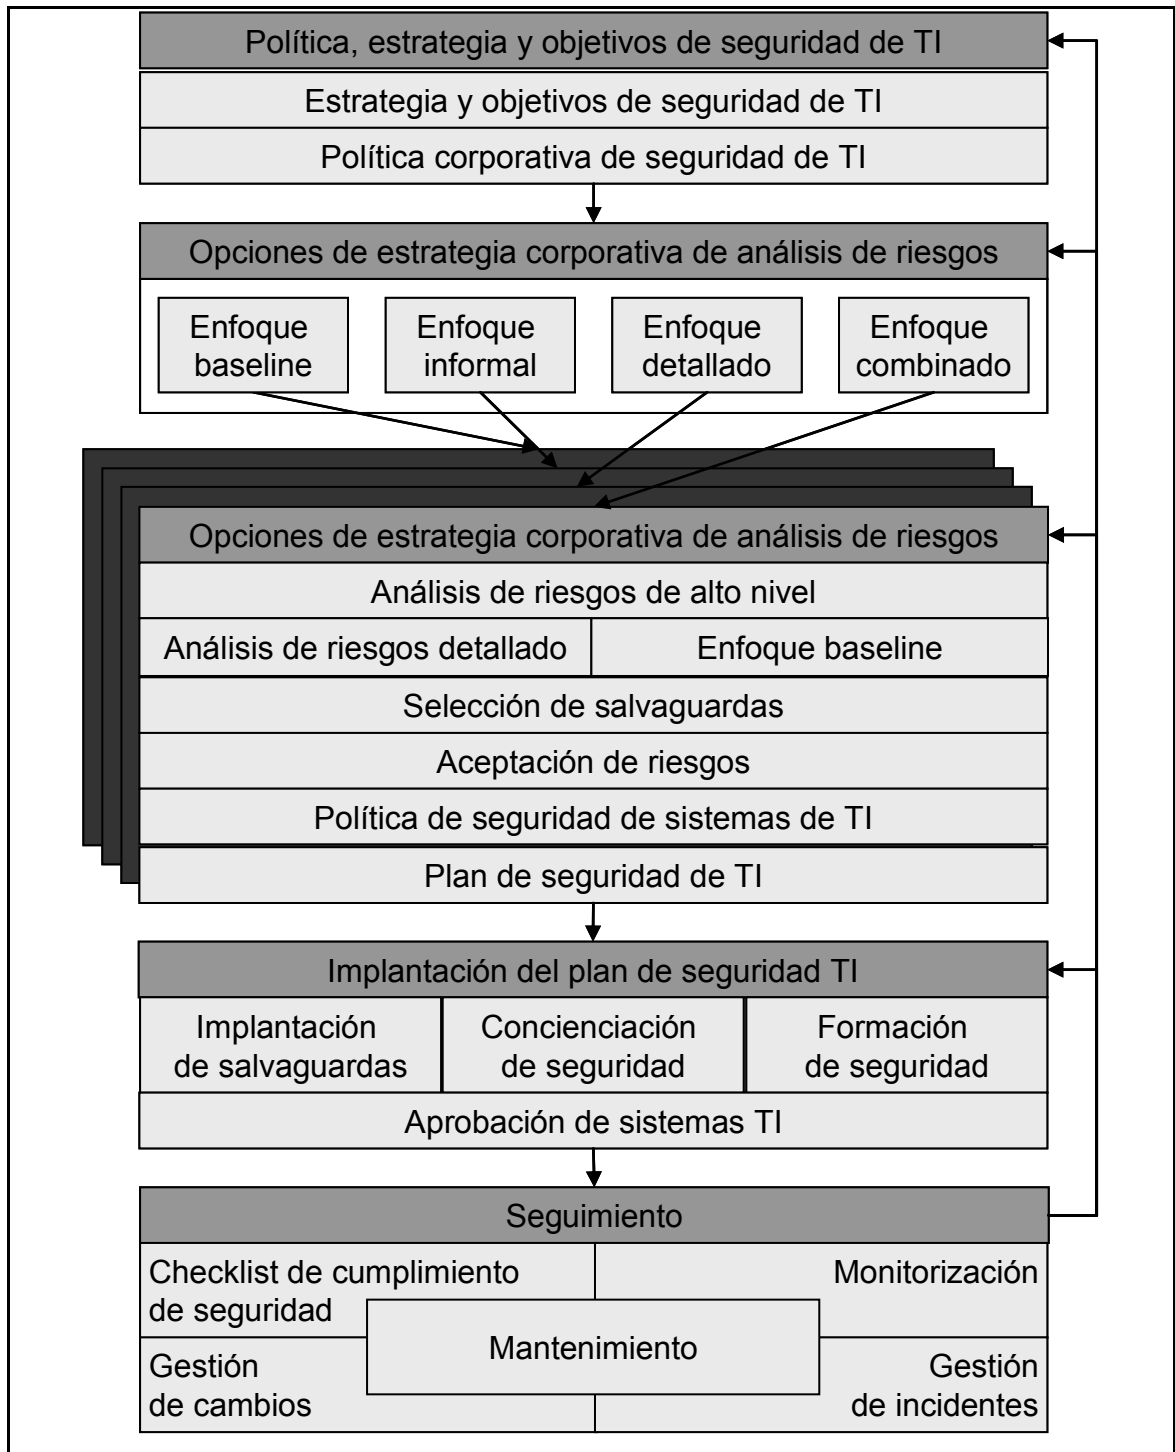 Política, estrategia y objetivos de seguridad de TI
Estrategia y objetivos de seguridad de TI
Política corporativa de seguridad de TI
Opciones de estrategia corporativa de análisis de riesgos
Enfoque
baseline
Enfoque
informal
Enfoque
detallado
Enfoque
combinado
Opciones de estrategia corporativa de análisis de riesgos
Análisis de riesgos de alto nivel
Análisis de riesgos detallado
Enfoque baseline
Selección de salvaguardas
Aceptación de riesgos
Política de seguridad de sistemas de TI
Plan de seguridad de TI
Implantación del plan de seguridad TI
Implantación
de salvaguardas
Concienciación
de seguridad
Formación
de seguridad
Aprobación de sistemas TI
Seguimiento
Checklist de cumplimiento
de seguridad
Monitorización
Mantenimiento
Gestión
de cambios
Gestión
de incidentes